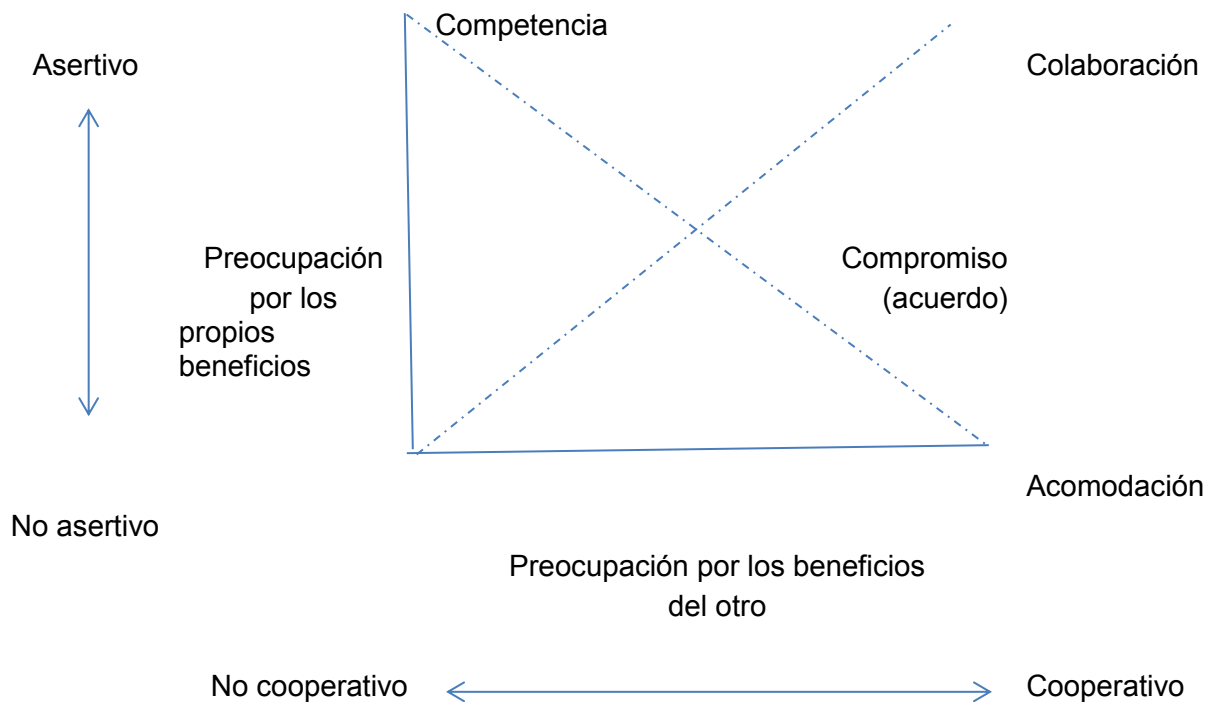 Competencia
Asertivo
Colaboración
Preocupación
por los
propios
beneficios
Compromiso
(acuerdo)
Acomodación
No asertivo
Preocupación por los beneficios
del otro
No cooperativo
Cooperativo